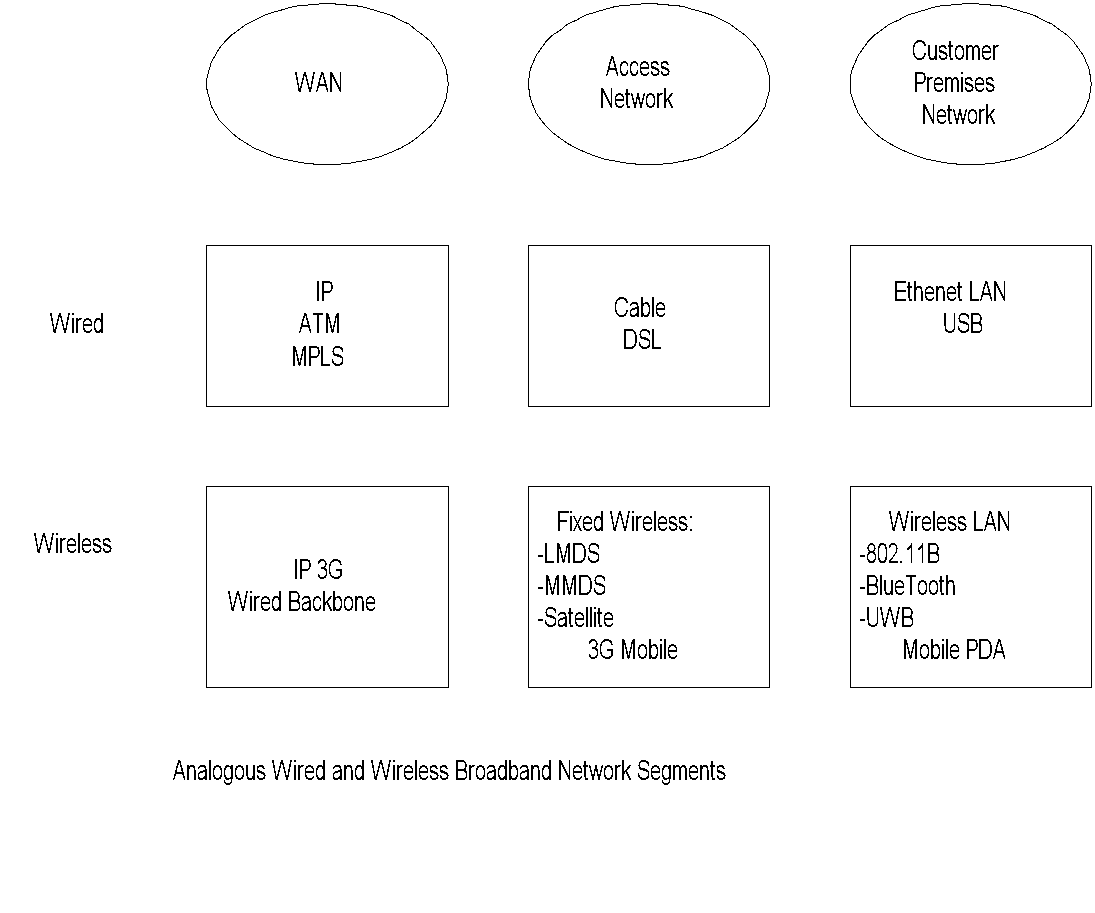 WAN
Access
Network
Customer
Premises
Network
Wired
IP
ATM
MPLS
Cable
DSL
Ethenet LAN
USB
Wireless
IP 3G
Wired Backbone
Fixed Wireless:
-LMDS
-MMDS
-Satellite
3G Mobile
Wireless LAN
-802.11B
-BlueTooth
-UWB
Mobile PDA
Analogous Wired and Wireless Broadband Network Segments